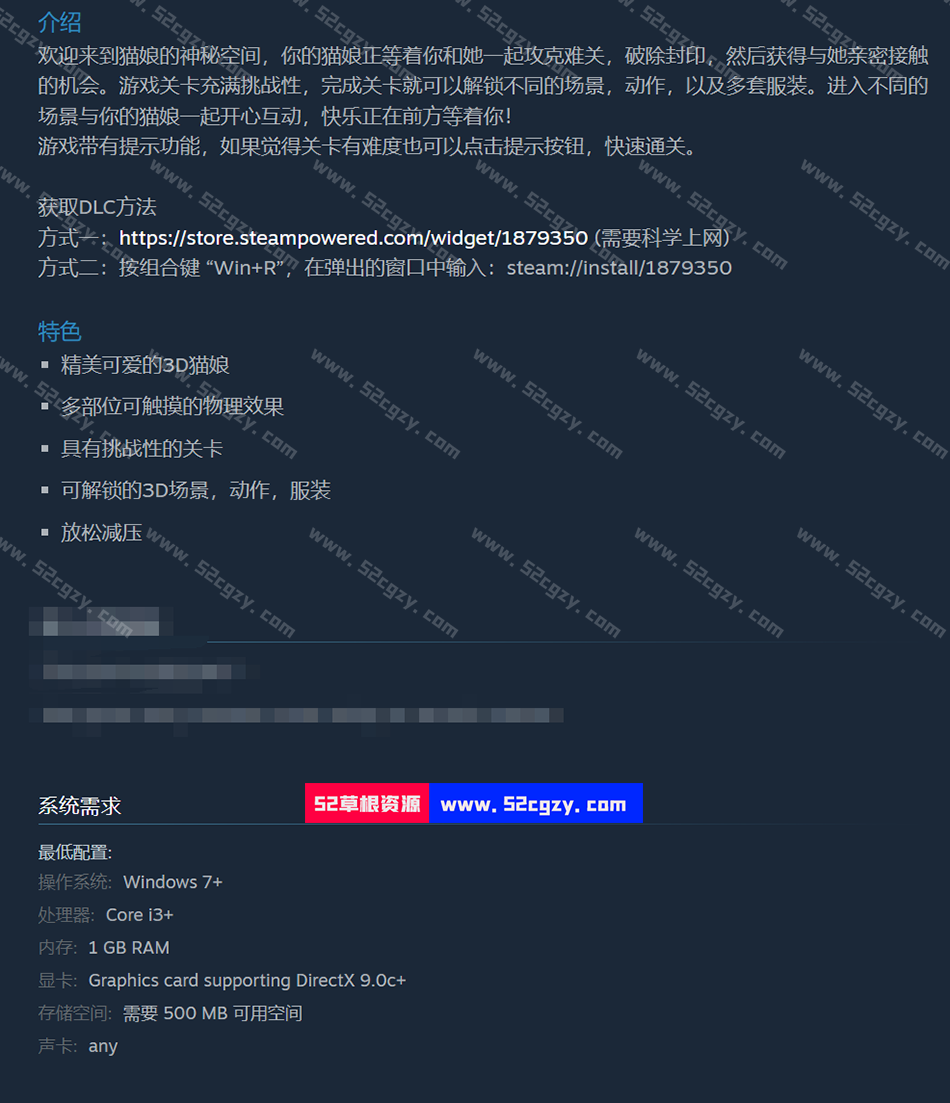 介绍
欢迎来到猫娘的神秘空间，你的猫娘正等着你和她一起攻克难关，破除封印，然后获得与她亲密接触
的机会。游戏关卡充满挑战性，完成关卡就可以解锁不同的场景，动作，以及多套服装。进入不同的
场景与你的猫娘一起开心互动，快乐正在前方等着你！
游戏带有提示功能，如果觉得关卡有难度也可以点击提示按钮，快速通关。
获取DLC方法
方式一：https://store.steampowered.com/widget/1879350 (需要科学上网)
方式二：按组合键 “Win+R”，在弹出的窗口中输入：steam://install/1879350
特色
▪ 精美可爱的3D猫娘
▪ 多部位可触摸的物理效果
▪ 具有挑战性的关卡
▪ 可解锁的3D场景，动作，服装
▪ 放松减压
系统需求
52草根资源 www.52cgzy.com
最低配置:
操作系统: Windows 7+
处理器: Core i3+
内存: 1 GB RAM
显卡: Graphics card supporting DirectX 9.0c+
存储空间: 需要 500 MB 可用空间
声卡: any